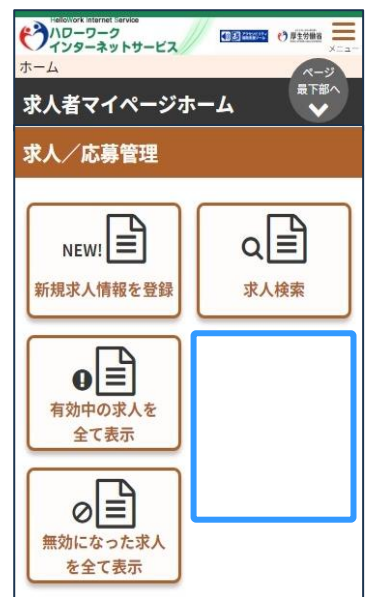 HelloWork Internet Service
ハローワーク
インターネットサービス
厚生労働省
メニュー
ホーム
ページ
最下部へ
求人者マイページホーム
求人／応募管理
NEW!
新規求人情報を登録
求人検索
有効中の求人を
全て表示
無効になった求人
を全て表示